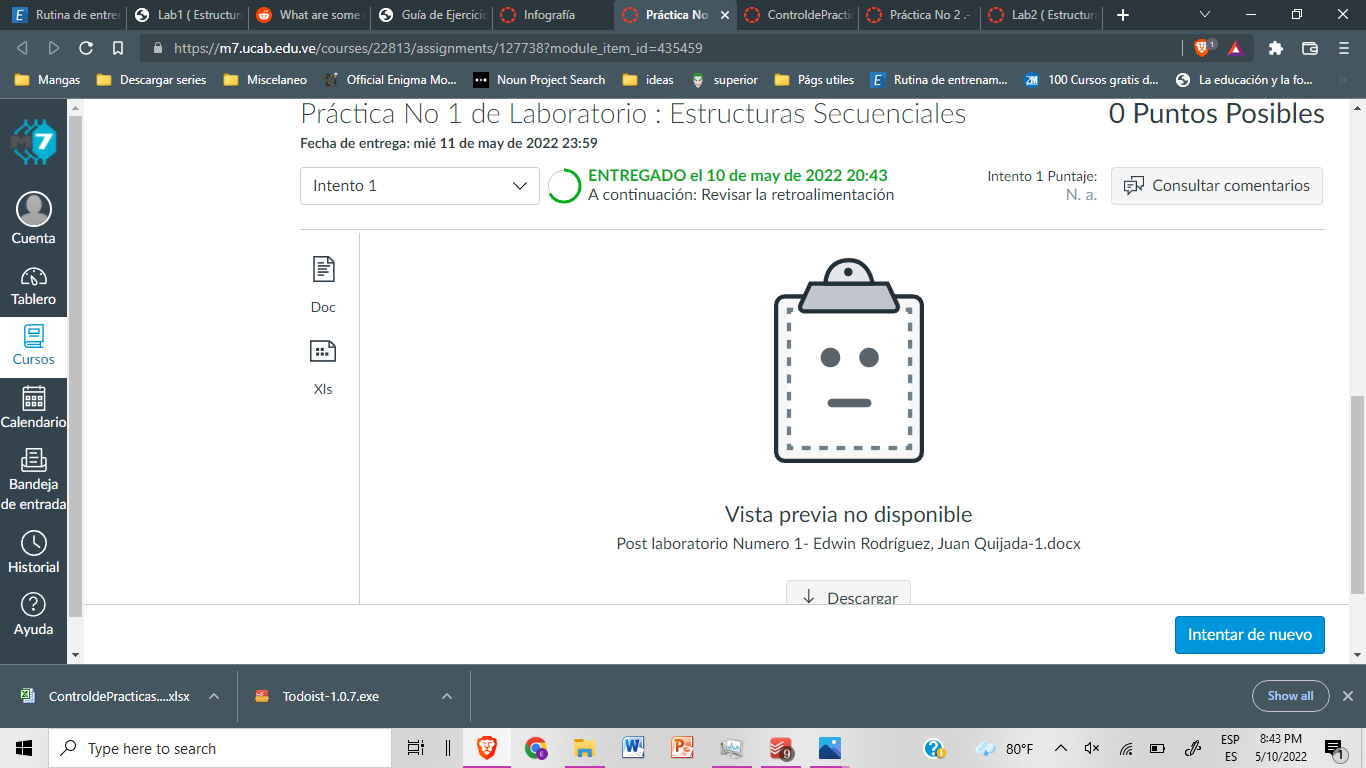 Rutina de entren
Lab1 ( Estructura
What are some
Guía de Ejercicio
Infografía
Práctica No
ControldePractic
Práctica No 2 .-
Lab2 ( Estructura
https://m7.ucab.edu.ve/courses/22813/assignments/127738?module_item_id=435459
1
Mangas
Descargar series
Miscelaneo
Official Enigma Mo...
Noun Project Search
ideas
superior
Págs utiles
Rutina de entrenam...
100 Cursos gratis d...
La educación y la fo...
Práctica No 1 de Laboratorio : Estructuras Secuenciales
0 Puntos Posibles
Fecha de entrega: mié 11 de may de 2022 23:59
Intento 1
ENTREGADO el 10 de may de 2022 20:43
A continuación: Revisar la retroalimentación
Intento 1 Puntaje:
N. a.
Consultar comentarios
M7
Cuenta
Tablero
Cursos
Calendario
Bandeja
de entrada
Historial
Ayuda
Doc
Xls
Vista previa no disponible
Post laboratorio Numero 1- Edwin Rodríguez, Juan Quijada-1.docx
Descargar
Intentar de nuevo
ControldePracticas....xlsx
Todoist-1.0.7.exe
Show all
Type here to search
9
80°F
ESP
ES
8:43 PM
5/10/2022
1